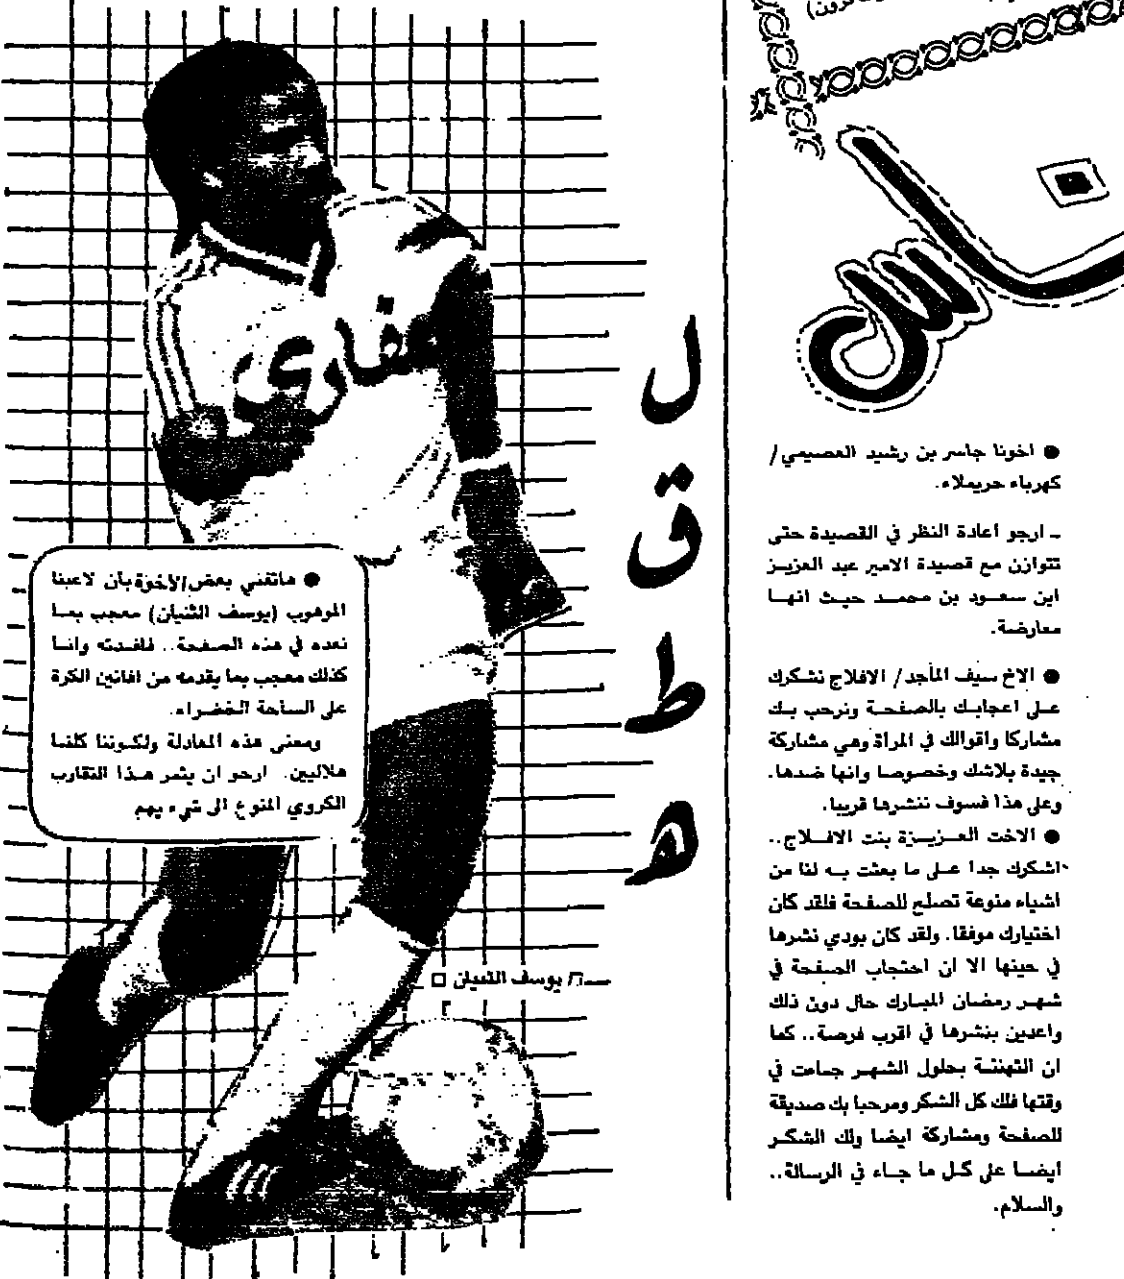 ● اخونا جاسر بن رشيد العصيمي/
كهرباء حريملاء.
ـ ارجو أعادة النظر في القصيدة حتى
تتوازن مع قصيدة الامير عبد العزيز
ابن سعود بن محمد حيث انها
معارضة.
● الاخ سيف الماجد/ الافلاج نشكرك
على اعجابك بالصفحة ونرحب بك
مشاركا واقوالك في المرأة وهي مشاركة
جيدة بلاشك وخصوصا وانها ضدها.
وعلى هذا فسوف ننشرها قريبا.
● الاخت العزيزة بنت الافلاج..
اشكرك جدا على ما بعثت به لنا من
اشياء منوعة تصلح للصفحة فلقد كان
اختيارك موفقا. ولقد كان بودي نشرها
في حينها الا ان احتجاب الصفحة في
شهر رمضان المبارك حال دون ذلك
واعدين بنشرها في اقرب فرصة.. كما
ان التهنئة بحلول الشهر جاءت في
وقتها فلك كل الشكر ومرحبا بك صديقة
للصفحة ومشاركة ايضا ولك الشكر
ايضا على كل ما جاء في الرسالة..
والسلام.
ل
ق
ط
ه
● هاتفني بعض الأخوة بأن لاعبنا
الموهوب (يوسف الثنيان) معجب بما
نعده في هذه الصفحة.. فافدته وانا
كذلك معجب بما يقدمه من افانين الكرة
على الساحة الخضراء.
ومعنى هذه المعادلة ولكوننا كلنا
هلاليين. ارجو ان يثمر هذا التقارب
الكروي المنوع الى شيء يهم
يوسف الثنيان □